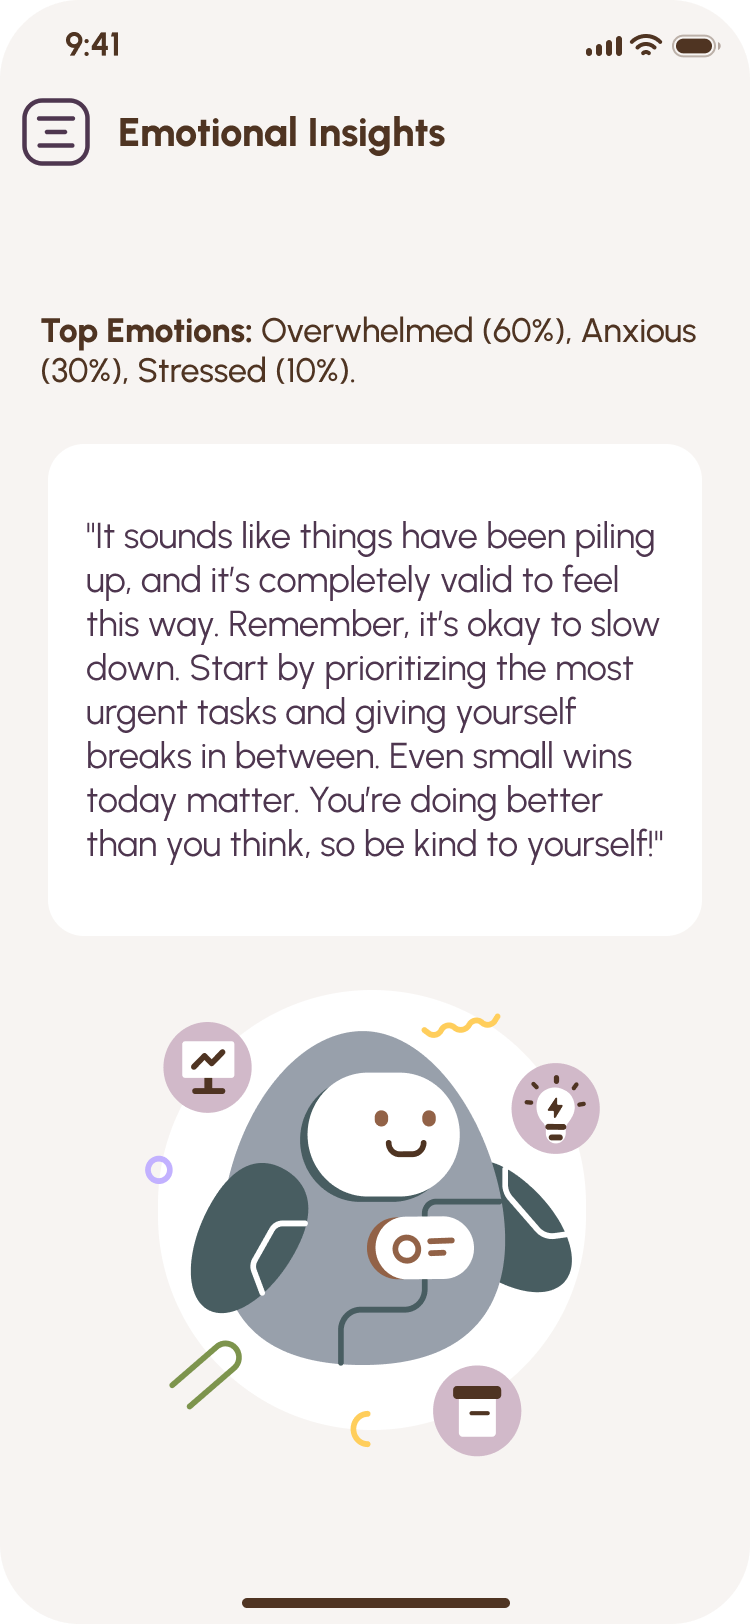 9:41
Emotional Insights
Top Emotions: Overwhelmed (60%), Anxious
(30%), Stressed (10%).
"It sounds like things have been piling
up, and it's completely valid to feel
this way. Remember, it's okay to slow
down. Start by prioritizing the most
urgent tasks and giving yourself
breaks in between. Even small wins
today matter. You're doing better
than you think, so be kind to yourself!"